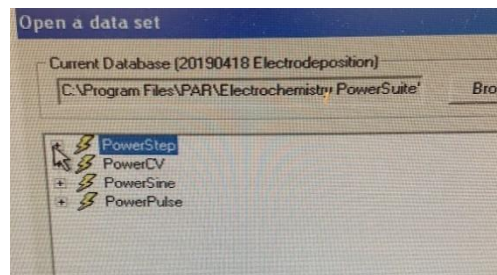 Open a data set
Current Database (20190418 Electrodeposition)
C:\Program Files\PAR\Electrochemistry PowerSuite'
Bro
PowerStep
PowerCV
PowerSine
PowerPulse